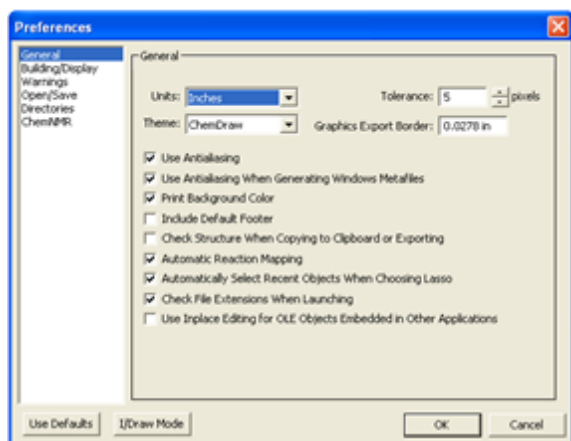 Preferences
General
Building/Display
Warnings
Open/Save
Directories
ChemNMR
General
Units: Inches
Tolerance: 5 pixels
Theme: ChemDraw
Graphics Export Border: 0.0278 in
Use Antialiasing
Use Antialiasing When Generating Windows Metafiles
Print Background Color
Include Default Footer
Check Structure When Copying to Clipboard or Exporting
Automatic Reaction Mapping
Automatically Select Recent Objects When Choosing Lasso
Check File Extensions When Launching
Use Inplace Editing for OLE Objects Embedded in Other Applications
Use Defaults
I/Draw Mode
OK
Cancel